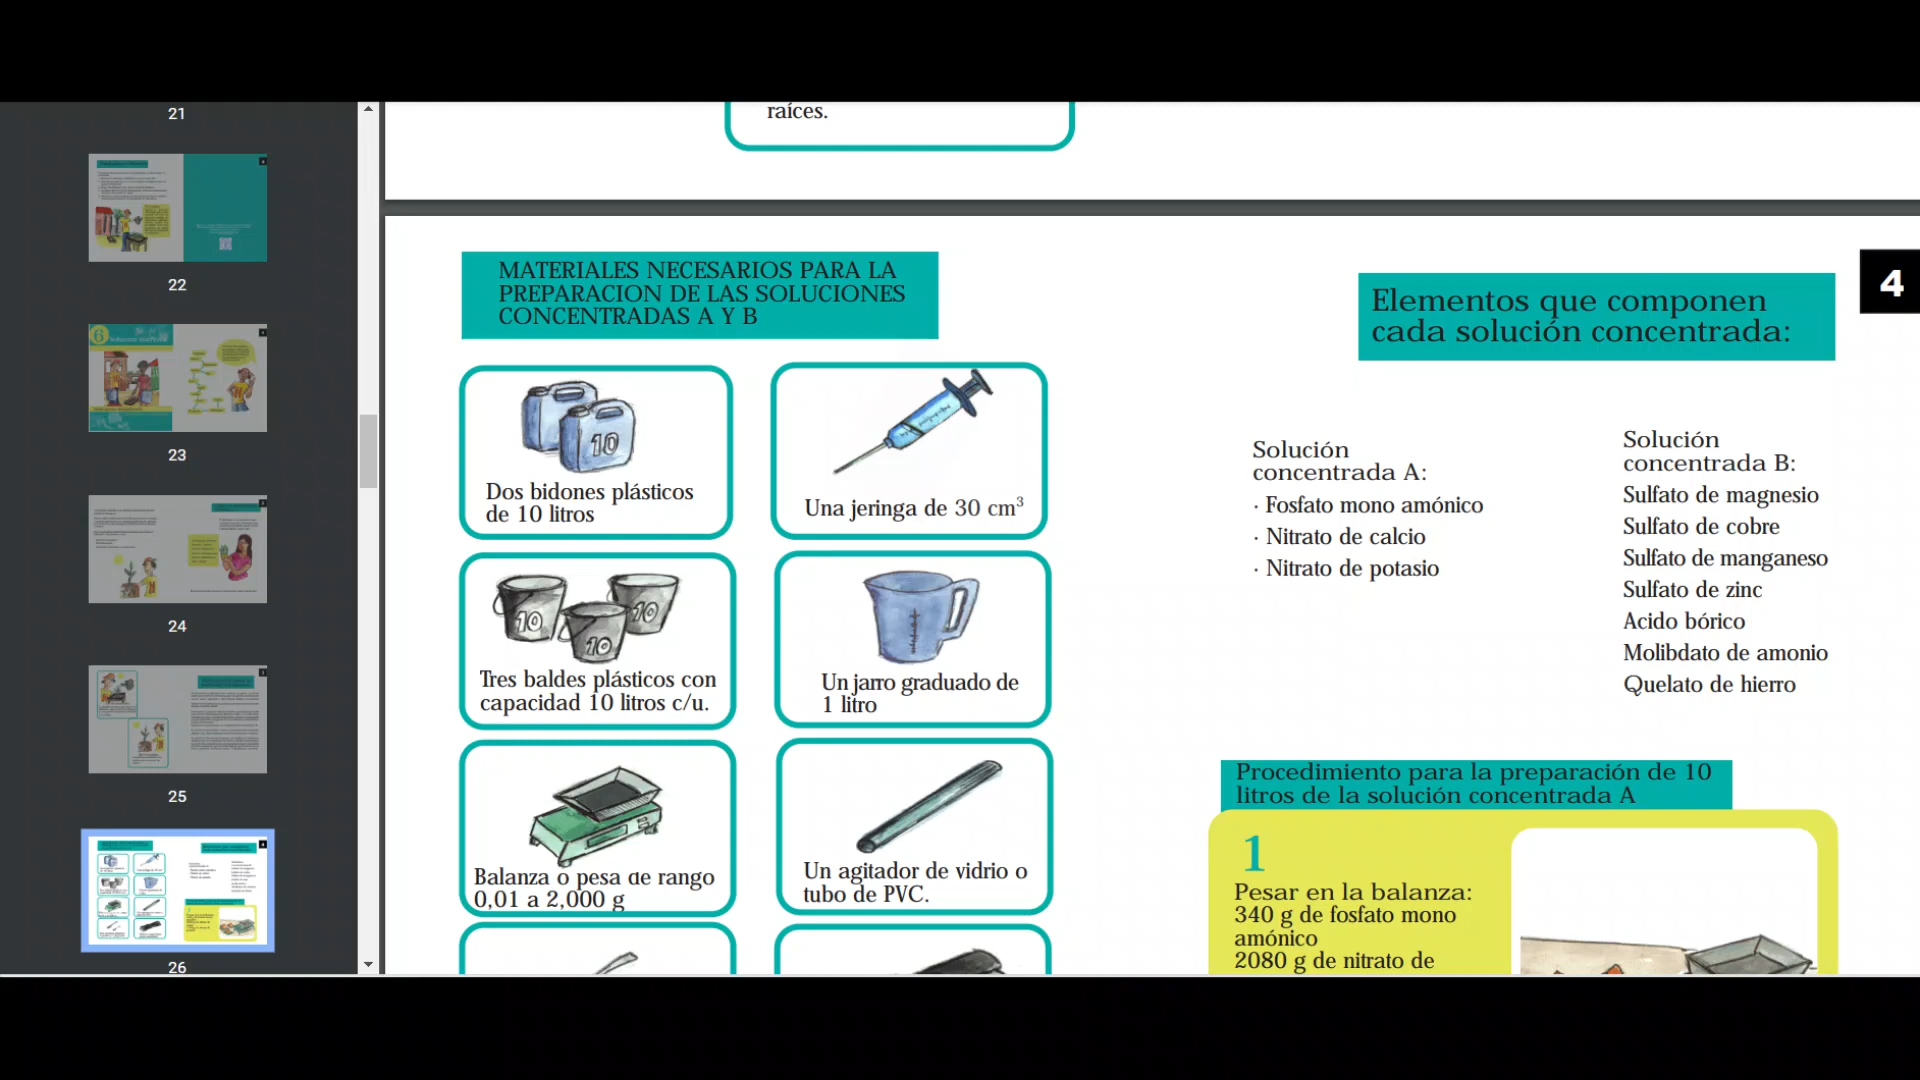 21
22
23
24
25
26
raíces.
MATERIALES NECESARIOS PARA LA
PREPARACION DE LAS SOLUCIONES
CONCENTRADAS A Y B
10
Dos bidones plásticos
de 10 litros
Una jeringa de 30 cm³
10
10
10
Tres baldes plásticos con
capacidad 10 litros c/u.
Un jarro graduado de
1 litro
Balanza o pesa de rango
0,01 a 2,000 g
Un agitador de vidrio o
tubo de PVC.
4
Elementos que componen
cada solución concentrada:
Solución
concentrada A:
· Fosfato mono amónico
· Nitrato de calcio
· Nitrato de potasio
Solución
concentrada B:
Sulfato de magnesio
Sulfato de cobre
Sulfato de manganeso
Sulfato de zinc
Acido bórico
Molibdato de amonio
Quelato de hierro
Procedimiento para la preparación de 10
litros de la solución concentrada A
1
Pesar en la balanza:
340 g de fosfato mono
amónico
2080 g de nitrato de